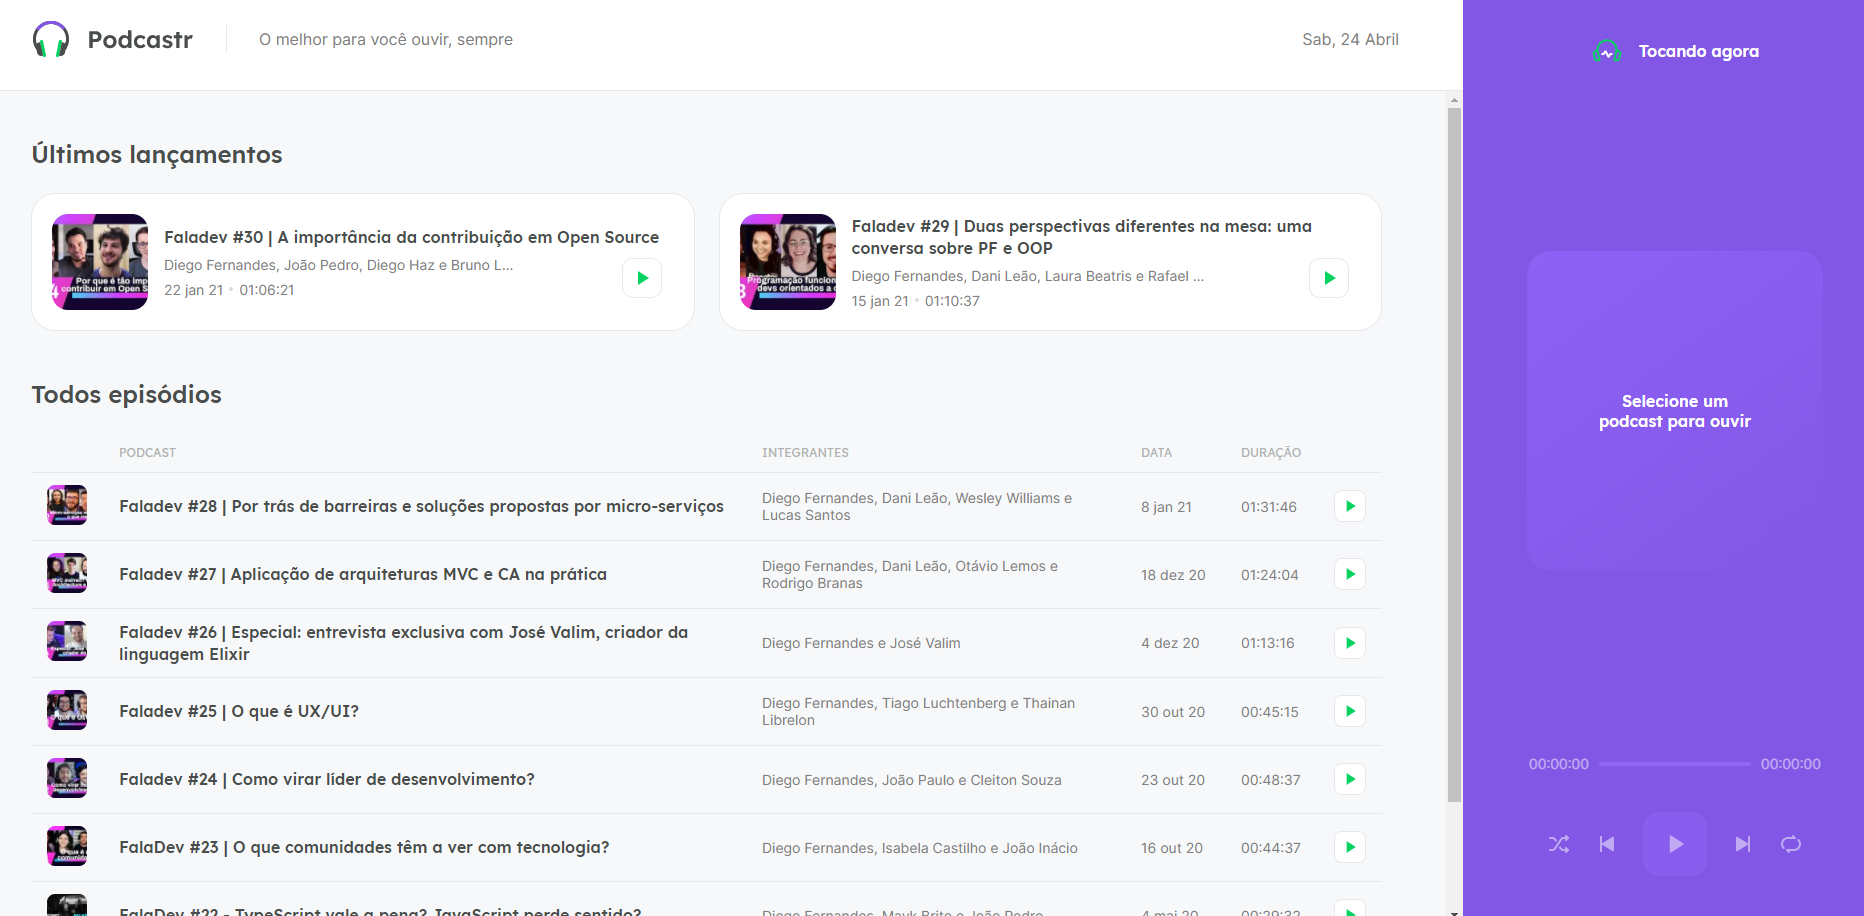 Podcastr
O melhor para você ouvir, sempre
Sab, 24 Abril
Últimos lançamentos
Por que é tão imp
contribuir em Open S
Faladev #30 | A importância da contribuição em Open Source
Diego Fernandes, João Pedro, Diego Haz e Bruno L...
22 jan 21 • 01:06:21
Programação funcion
devs orientados a
Faladev #29 | Duas perspectivas diferentes na mesa: uma
conversa sobre PF e OOP
Diego Fernandes, Dani Leão, Laura Beatris e Rafael ...
15 jan 21 • 01:10:37
Todos episódios
PODCAST INTEGRANTES DATA DURAÇÃO
Faladev #28 | Por trás de barreiras e soluções propostas por micro-serviços
Diego Fernandes, Dani Leão, Wesley Williams e
Lucas Santos
8 jan 21
01:31:46
Faladev #27 | Aplicação de arquiteturas MVC e CA na prática
Diego Fernandes, Dani Leão, Otávio Lemos e
Rodrigo Branas
18 dez 20
01:24:04
Faladev #26 | Especial: entrevista exclusiva com José Valim, criador da
linguagem Elixir
Diego Fernandes e José Valim
4 dez 20
01:13:16
Faladev #25 | O que é UX/UI?
Diego Fernandes, Tiago Luchtenberg e Thainan
Librelon
30 out 20
00:45:15
Faladev #24 | Como virar líder de desenvolvimento?
Diego Fernandes, João Paulo e Cleiton Souza
23 out 20
00:48:37
FalaDev #23 | O que comunidades têm a ver com tecnologia?
Diego Fernandes, Isabela Castilho e João Inácio
16 out 20
00:44:37
FalaDev #22 - TypeScript vale a pena? JavaScript perde sentido?
Diego Fernandes, Mayk Brito e João Pedro
4 mai 20
00:29:32
Tocando agora
Selecione um
podcast para ouvir
00:00:00
00:00:00